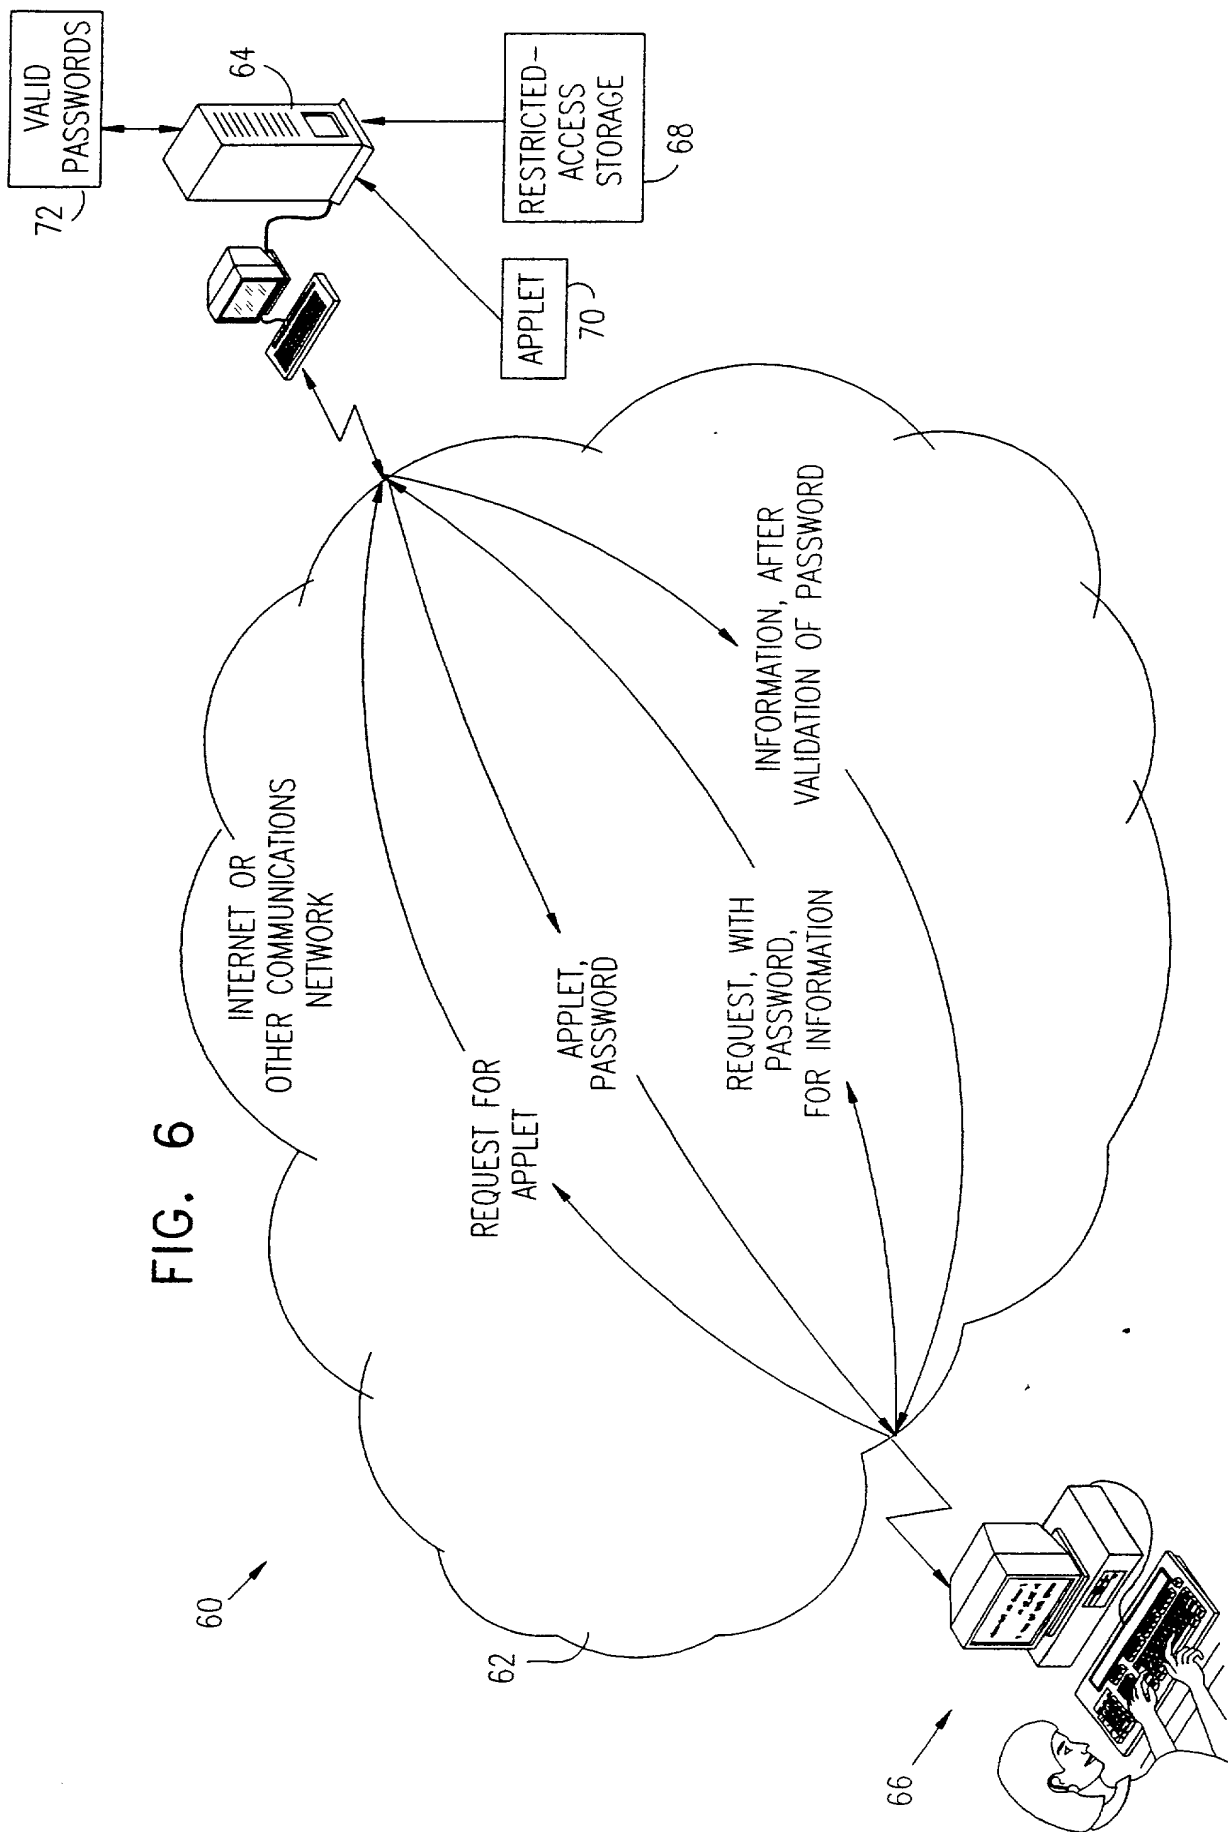 FIG. 6
60
62
66
INTERNET OR
OTHER COMMUNICATIONS
NETWORK
REQUEST FOR
APPLET
APPLET,
PASSWORD
REQUEST, WITH
PASSWORD,
FOR INFORMATION
INFORMATION, AFTER
VALIDATION OF PASSWORD
72
VALID
PASSWORDS
64
APPLET
70
RESTRICTED-
ACCESS
STORAGE
68